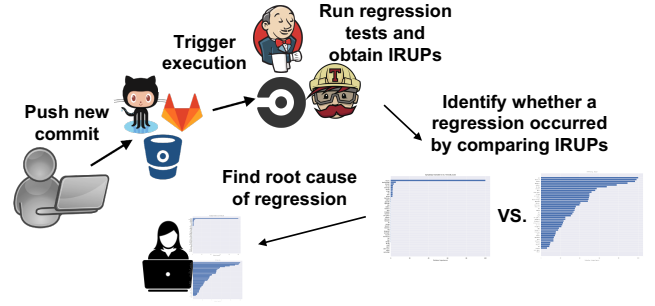 Run regression
tests and
obtain IRUPs
Trigger
execution
T
Push new
commit
Identify whether a
regression occurred
by comparing IRUPs
Find root cause
of regression
VS.